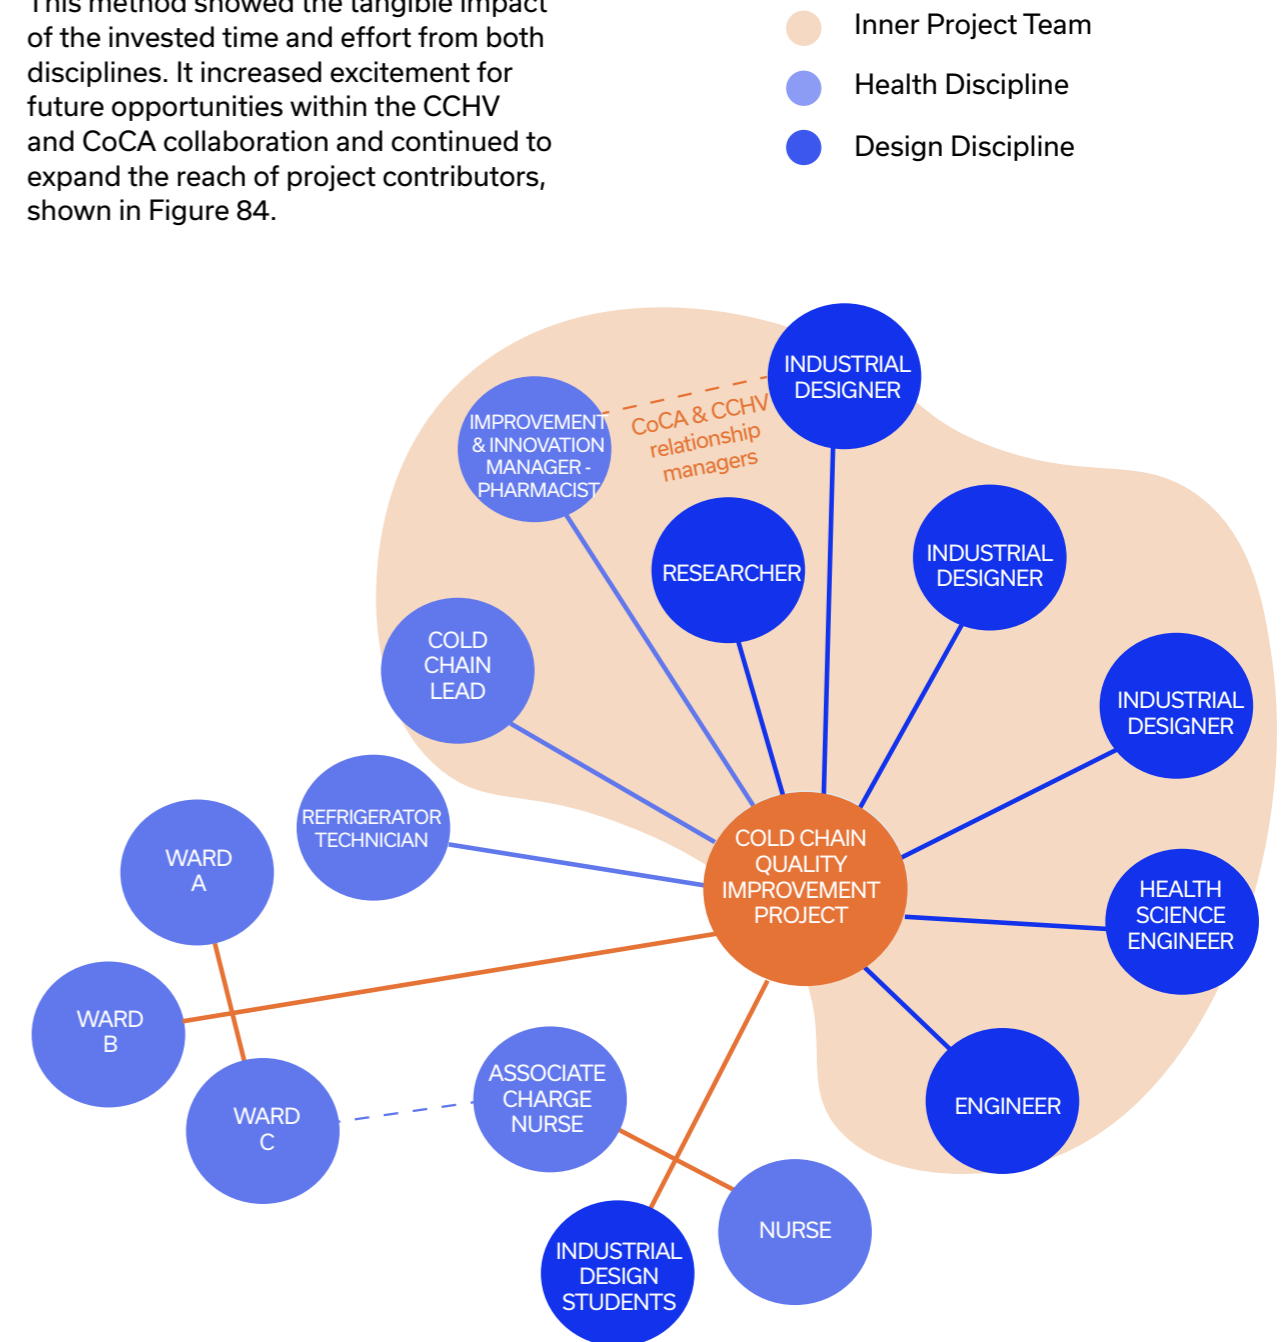 This method showed the tangible impact
of the invested time and effort from both
disciplines. It increased excitement for
future opportunities within the CCHV
and CoCA collaboration and continued to
expand the reach of project contributors,
shown in Figure 84.
Inner Project Team
Health Discipline
Design Discipline
INDUSTRIAL
DESIGNER
IMPROVEMENT
& INNOVATION
MANAGER -
PHARMACIST
CoCA & CCHV
relationship
managers
RESEARCHER
INDUSTRIAL
DESIGNER
COLD
CHAIN
LEAD
INDUSTRIAL
DESIGNER
REFRIGERATOR
TECHNICIAN
WARD
A
COLD CHAIN
QUALITY
IMPROVEMENT
PROJECT
HEALTH
SCIENCE
ENGINEER
WARD
B
WARD
C
ASSOCIATE
CHARGE
NURSE
ENGINEER
NURSE
INDUSTRIAL
DESIGN
STUDENTS